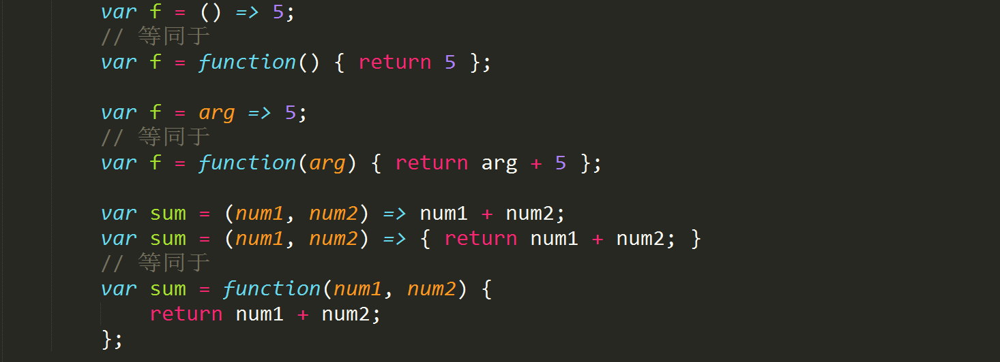 var f = () => 5;
// 等同于
var f = function() { return 5 };
var f = arg => 5;
// 等同于
var f = function(arg) { return arg + 5 };
var sum = (num1, num2) => num1 + num2;
var sum = (num1, num2) => { return num1 + num2; }
// 等同于
var sum = function(num1, num2) {
return num1 + num2;
};